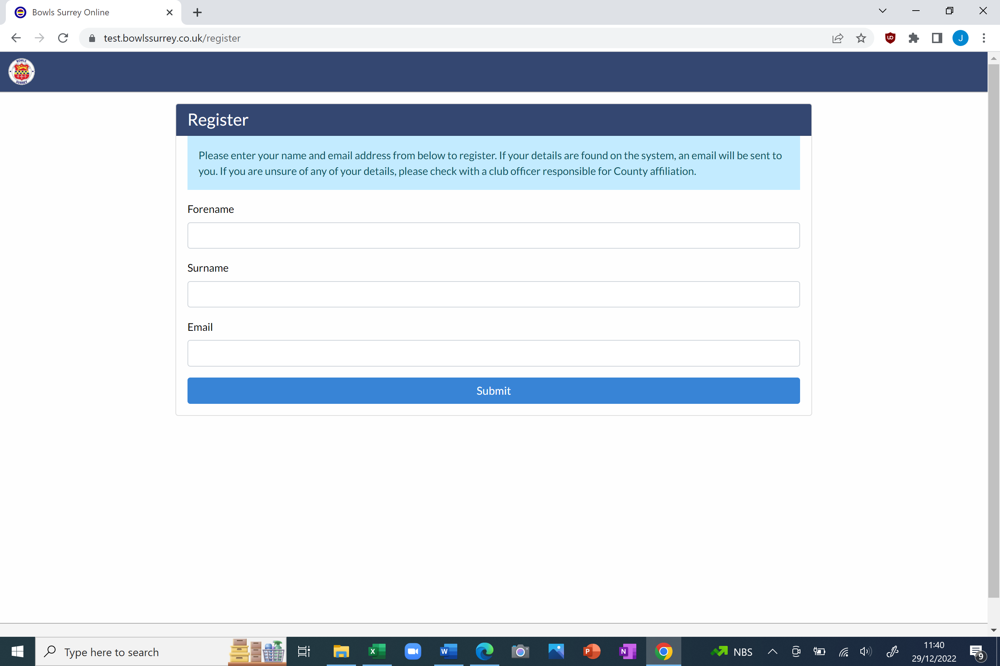 Bowls Surrey Online
test.bowlssurrey.co.uk/register
J
BOWLS
SURREY
Register
Please enter your name and email address from below to register. If your details are found on the system, an email will be sent to
you. If you are unsure of any of your details, please check with a club officer responsible for County affiliation.
Forename
Surname
Email
Submit
Type here to search
NBS
11:40
29/12/2022
9